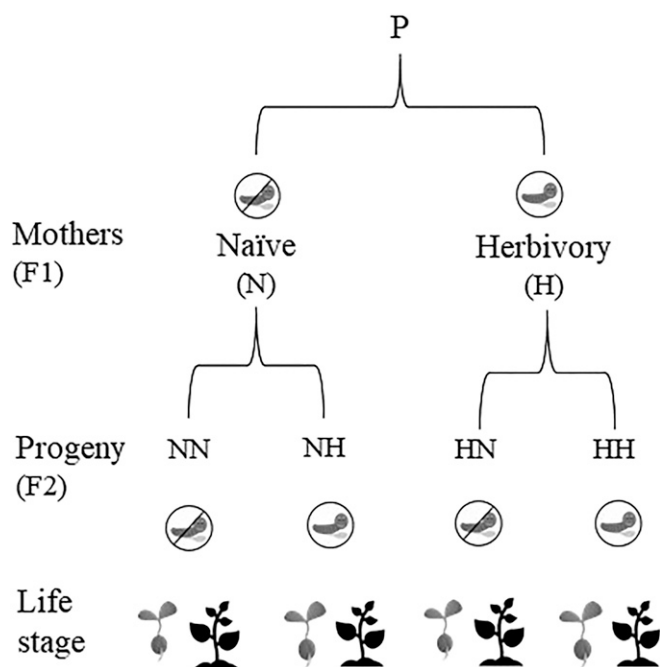 P
Mothers
(F1)
Naïve
(N)
Herbivory
(H)
Progeny
(F2)
NN
NH
HN
HH
Life
stage